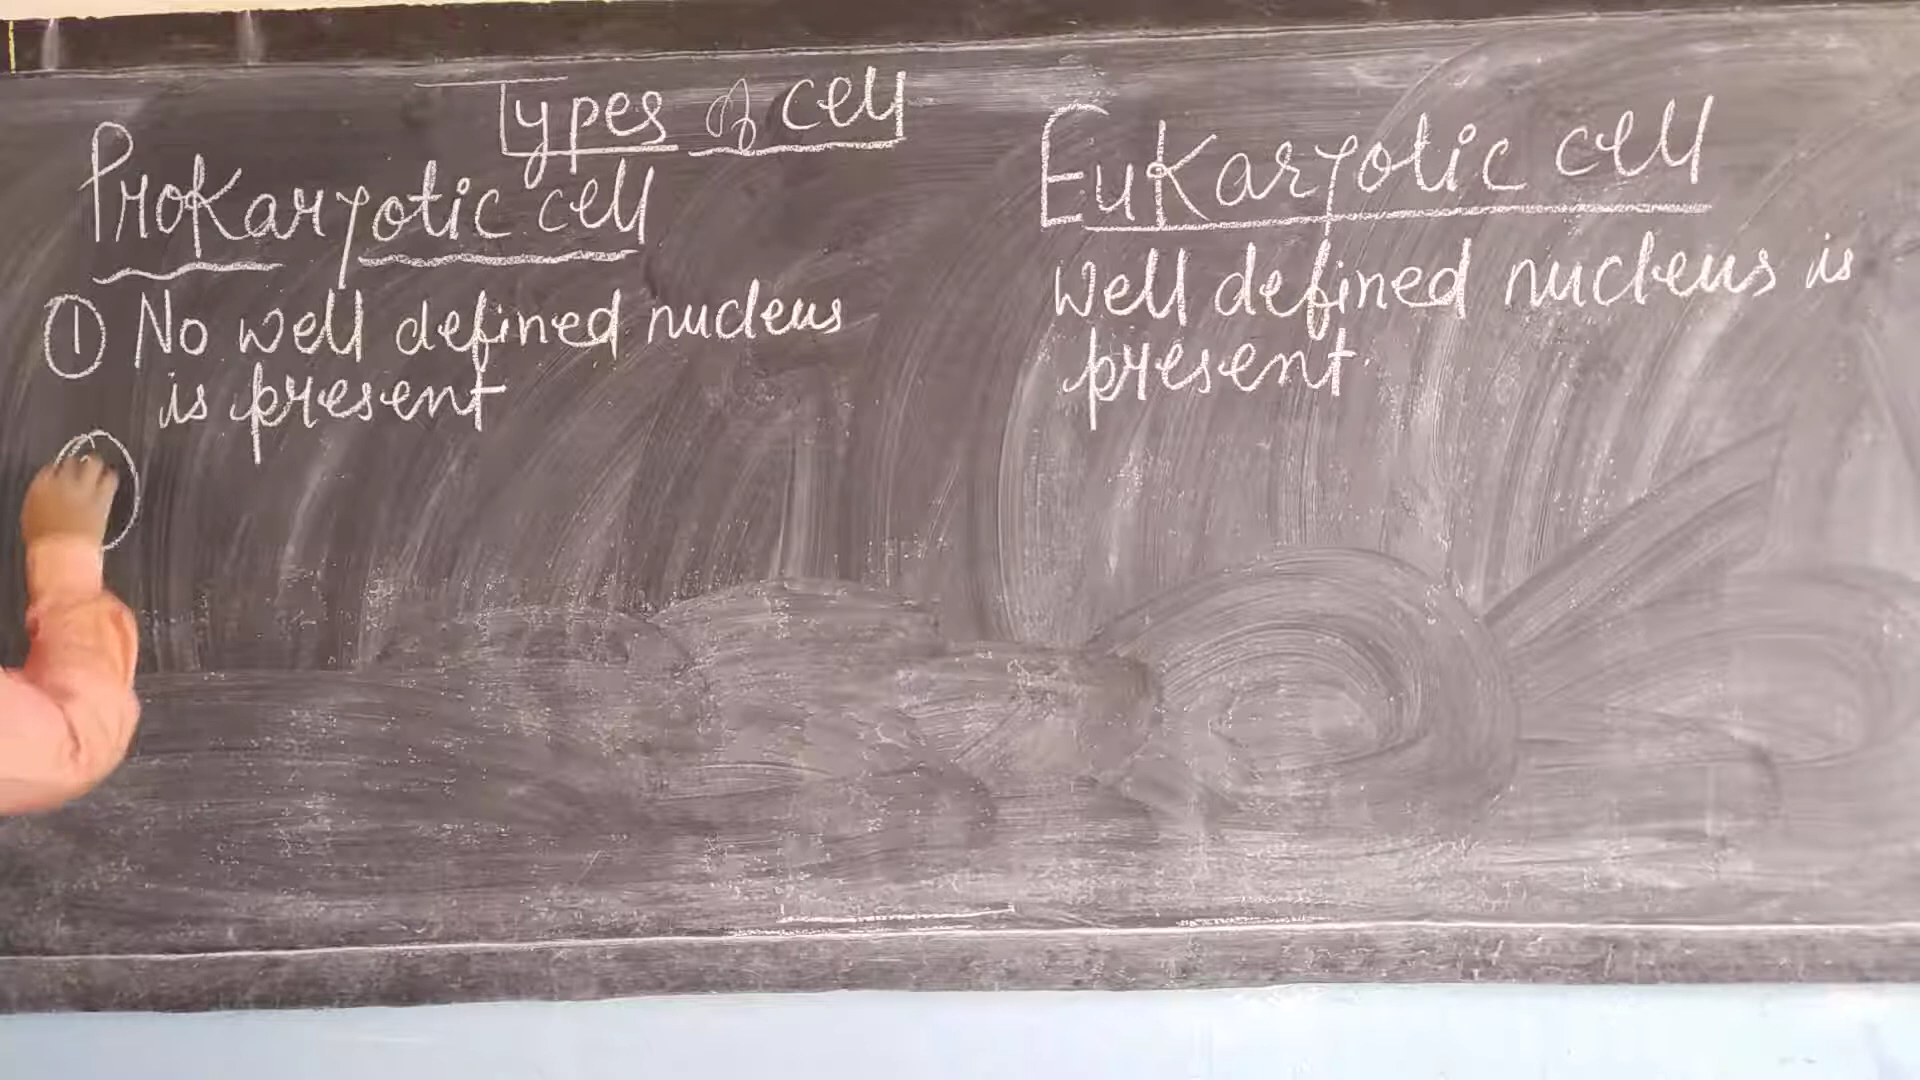 Types of cell
Prokaryotic cell
① No well defined nucleus
is present
Eukaryotic cell
well defined nucleus is
present.